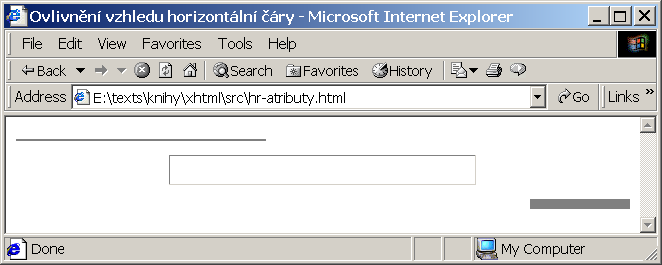 Ovlivnění vzhledu horizontální čáry - Microsoft Internet Explorer
File Edit View Favorites Tools Help
Back Search Favorites History
Address E:\texts\knihy\xhtml\src\hr-atributy.html Go Links »
Done My Computer